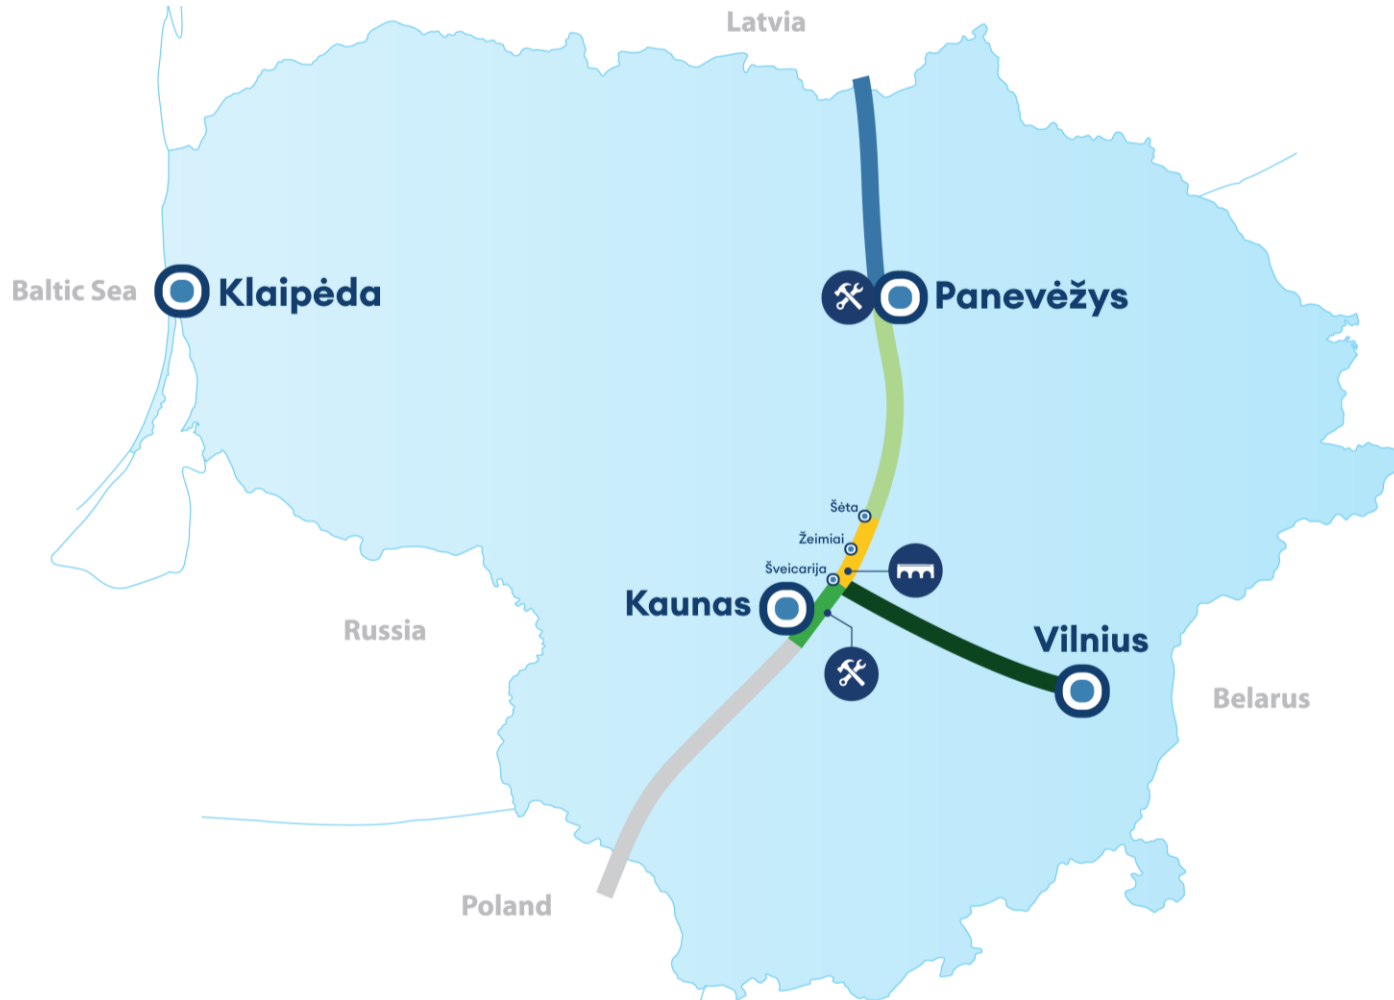 Latvia
Baltic Sea
Klaipėda
Panevėžys
Šėta
Žeimiai
Šveicarija
Kaunas
Russia
Vilnius
Belarus
Poland